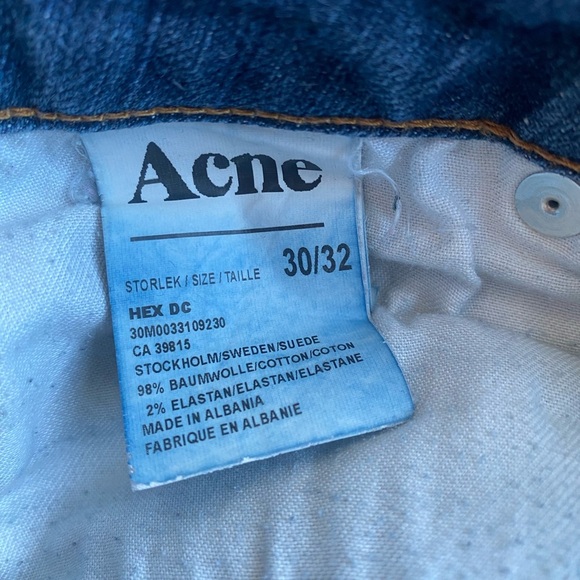 Acne
STORLEK / SIZE / TAILLE 30/32
HEX DC
30M0033109230
CA 39815
STOCKHOLM/SWEDEN/SUEDE
98% BAUMWOLLE/COTTON/COTON
2% ELASTAN/ELASTAN/ELASTANE
MADE IN ALBANIA
FABRIQUE EN ALBANIE